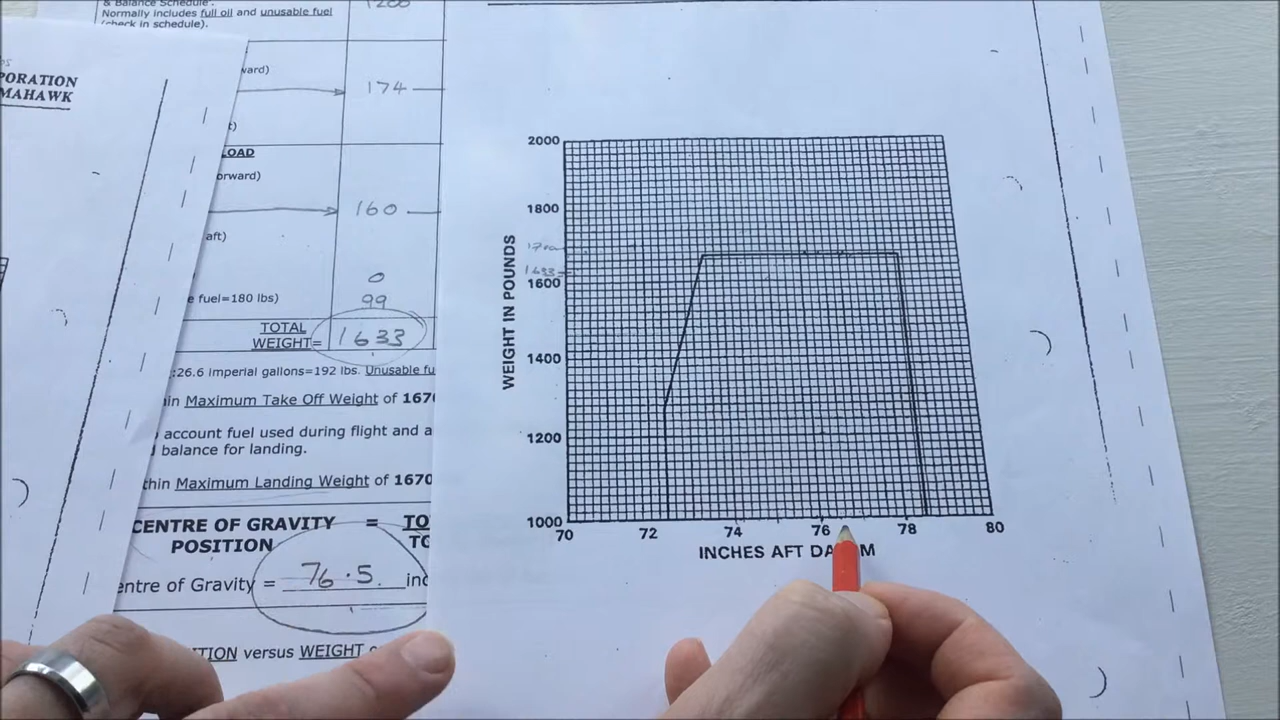 & Balance Schedule".
Normally includes full oil and unusable fuel
(check in schedule).
1200
PORATION
MAHAWK
ward)
174
t)
LOAD
orward)
160
aft)
0
e fuel=180 lbs)
99
TOTAL
WEIGHT=
1633
:26.6 imperial gallons=192 lbs. Unusable fu
in Maximum Take Off Weight of 1670
account fuel used during flight and a
balance for landing.
thin Maximum Landing Weight of 1670
CENTRE OF GRAVITY = TO
POSITION TO
entre of Gravity = 76.5 inc
TION versus WEIGHT
WEIGHT IN POUNDS
2000
1800
1700
1633
1600
1400
1200
1000
70 72 74 76 78 80
INCHES AFT DA M